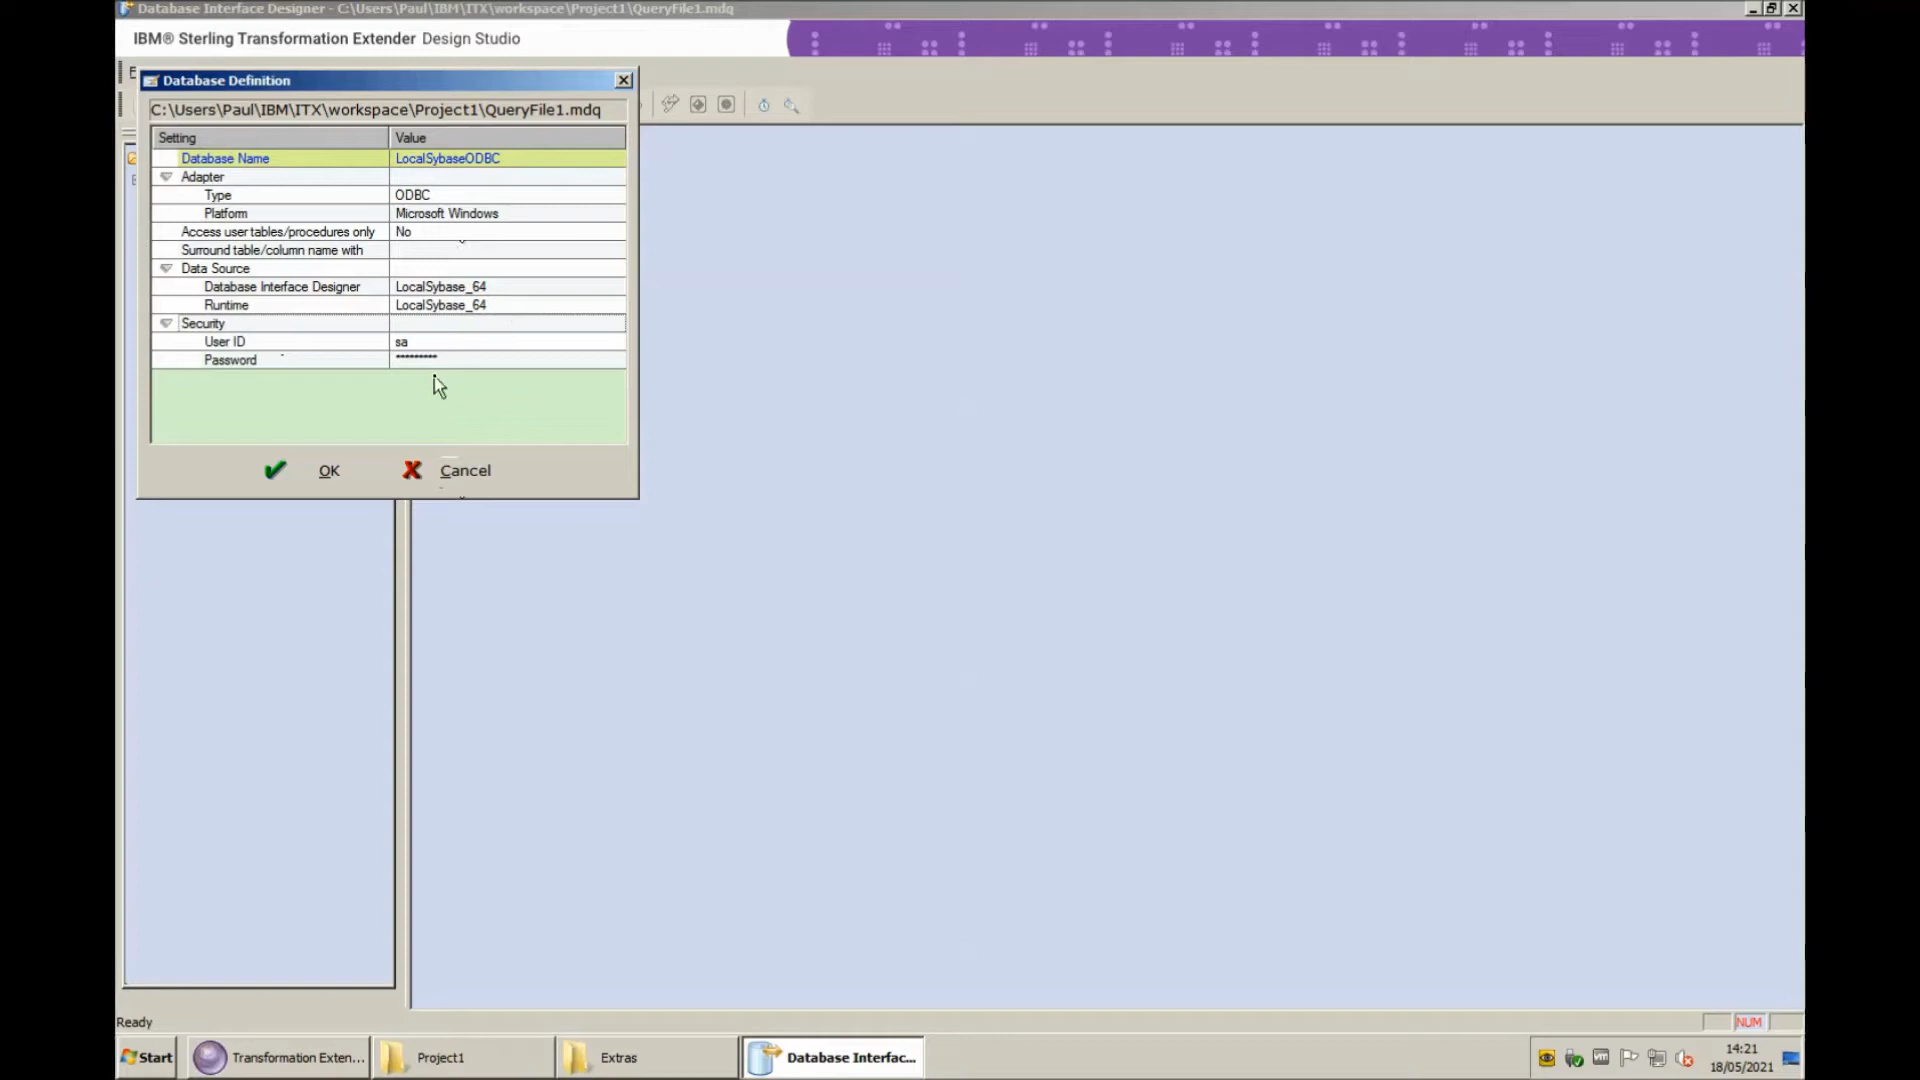 Database Interface Designer - C:\Users\Paul\IBM\ITX\workspace\Project1\QueryFile1.mdq
IBM® Sterling Transformation Extender Design Studio
Database Definition
C:\Users\Paul\IBM\ITX\workspace\Project1\QueryFile1.mdq
Setting Value
Database Name LocalSybaseODBC
Adapter
Type ODBC
Platform Microsoft Windows
Access user tables/procedures only No
Surround table/column name with
Data Source
Database Interface Designer LocalSybase_64
Runtime LocalSybase_64
Security
User ID sa
Password *********
OK Cancel
Ready NUM
Start Transformation Exten... Project1 Extras Database Interfac... 14:21
18/05/2021